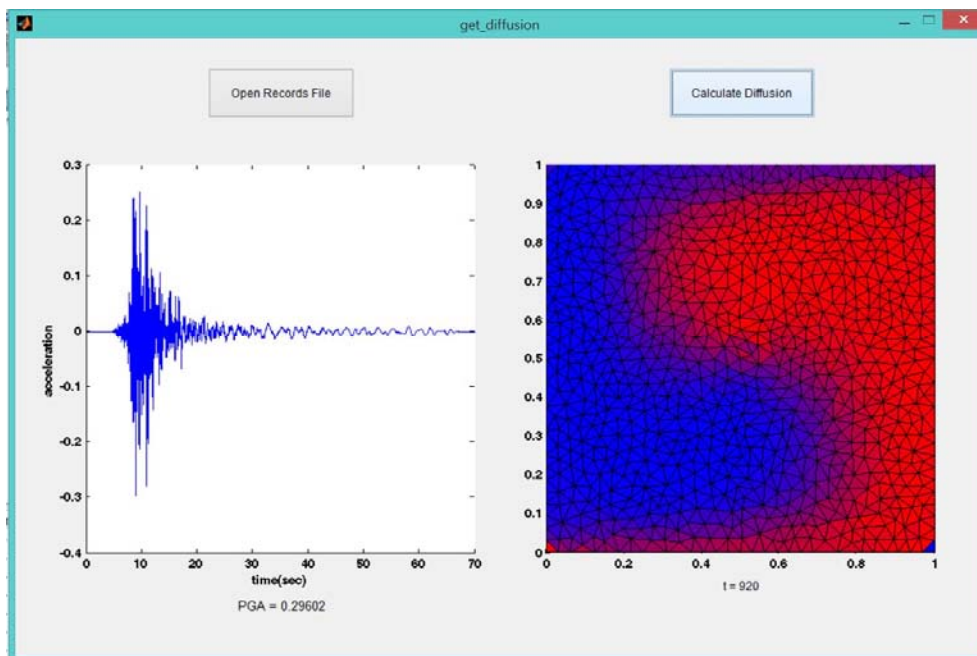 get_diffusion
Open Records File
Calculate Diffusion
0.3
0.2
0.1
0
-0.1
-0.2
-0.3
-0.4
acceleration
0 10 20 30 40 50 60 70
time(sec)
PGA = 0.29602
1
0.9
0.8
0.7
0.6
0.5
0.4
0.3
0.2
0.1
0
0 0.2 0.4 0.6 0.8 1
t = 920